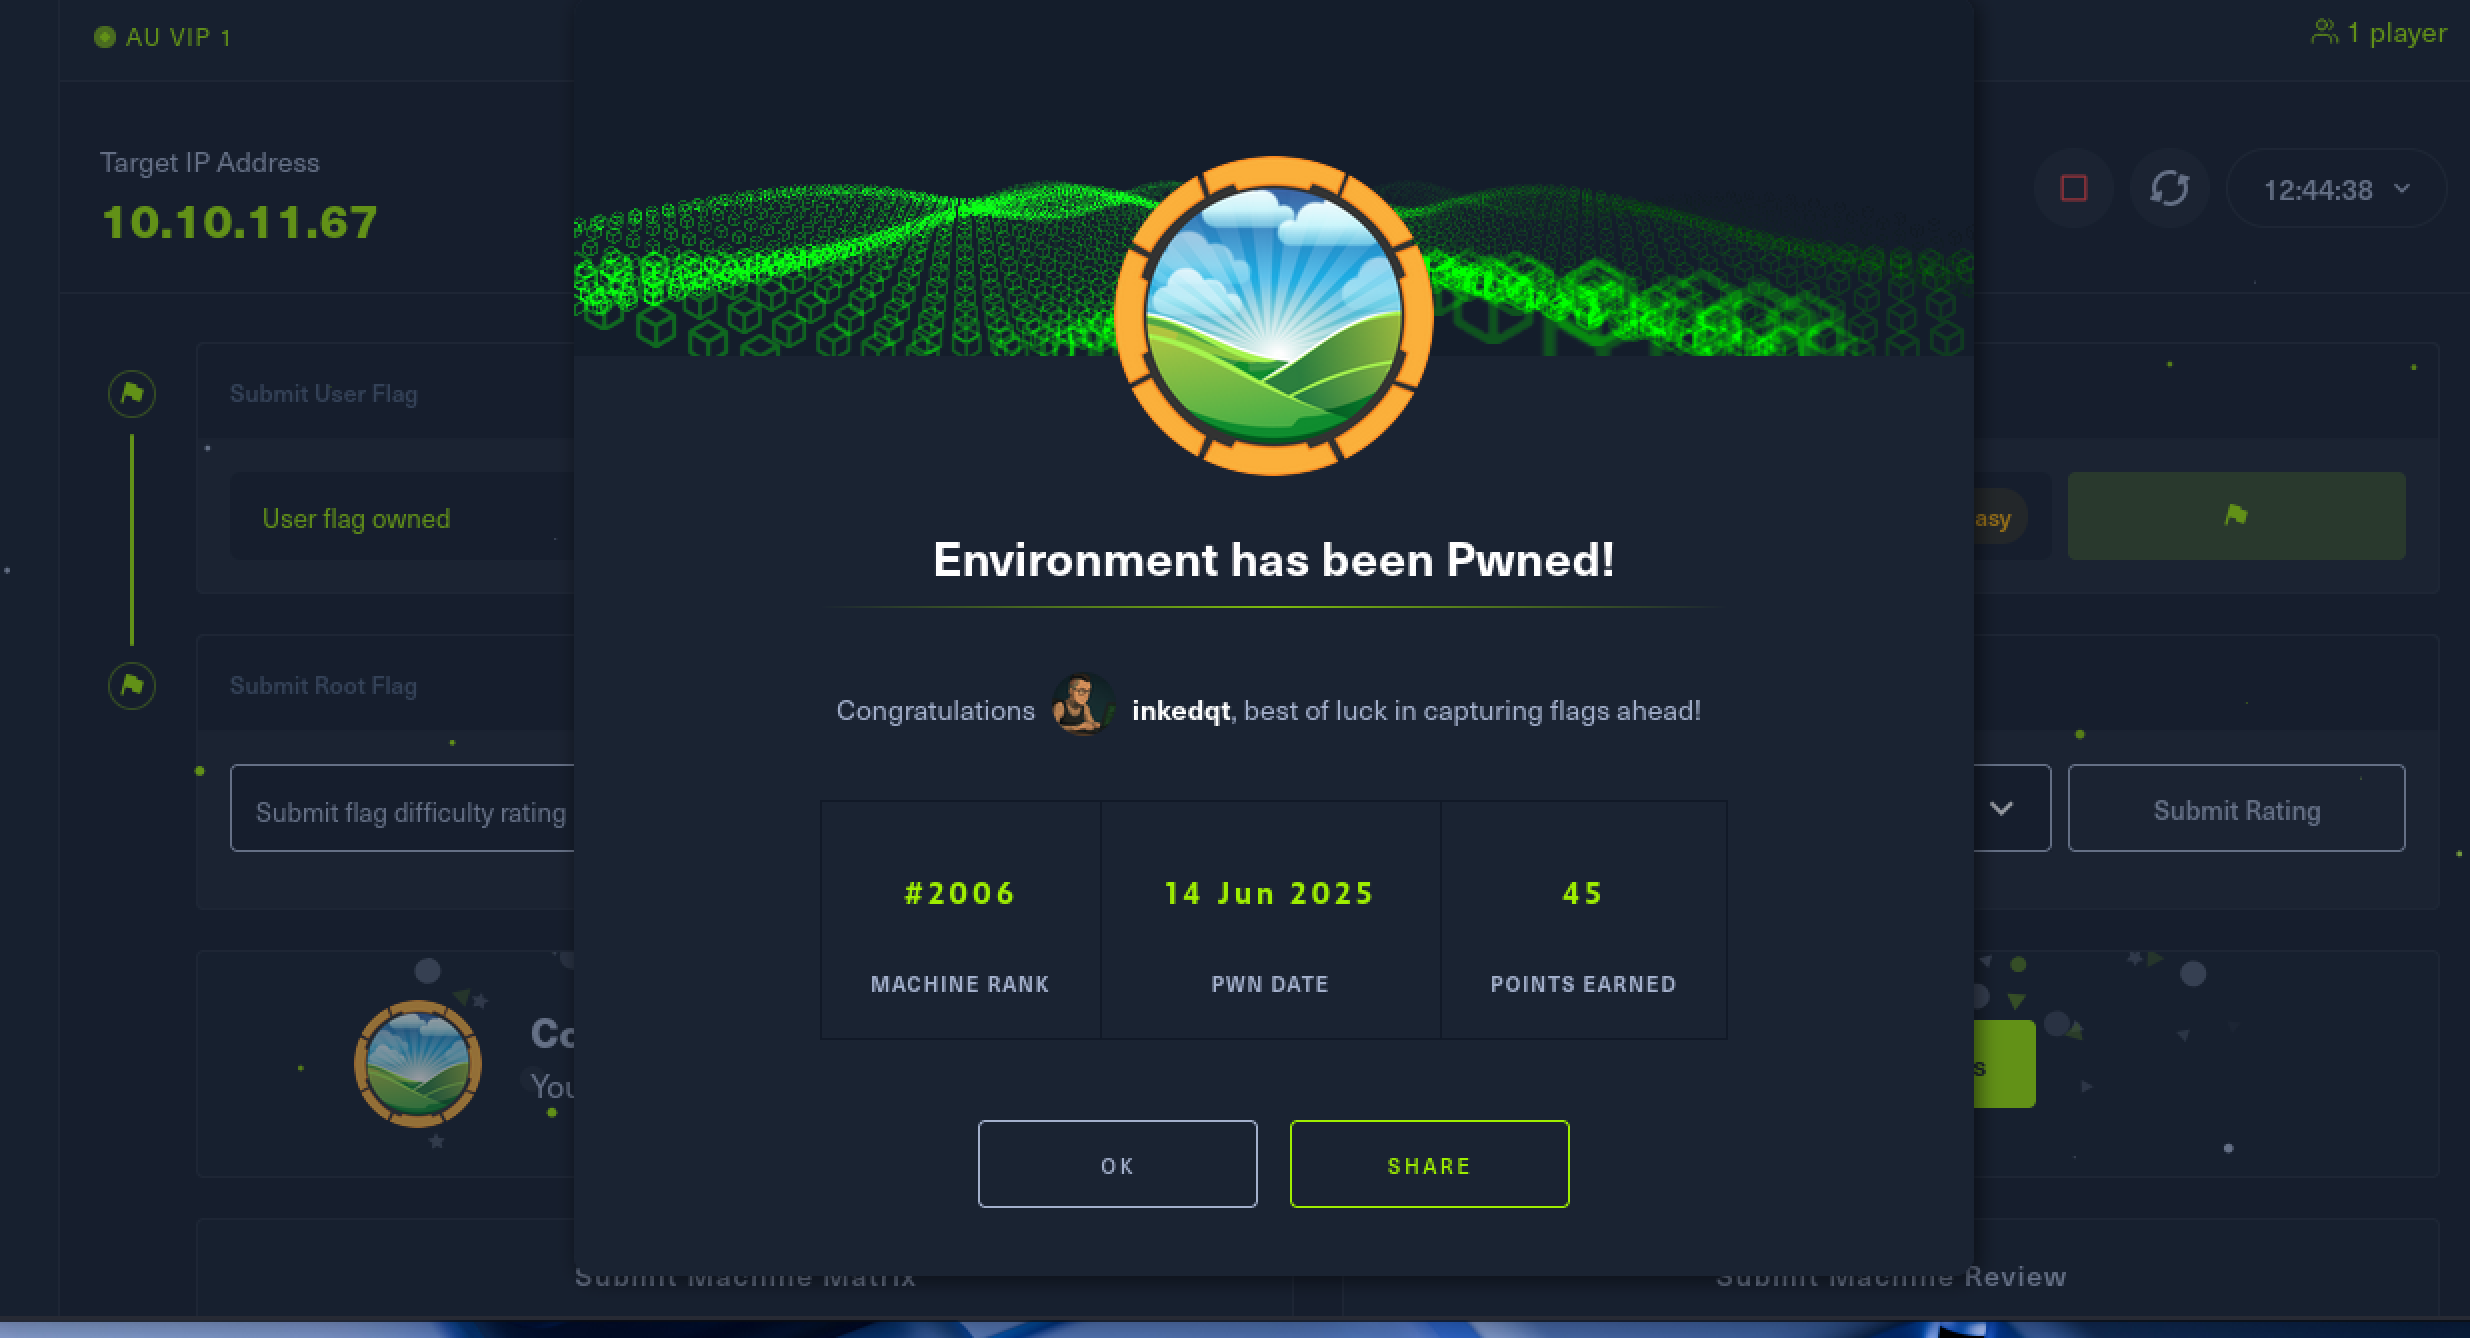 AU VIP 1
1 player
Target IP Address
10.10.11.67
12:44:38
Submit User Flag
User flag owned
asy
Environment has been Pwned!
Submit Root Flag
Congratulations inkedqt, best of luck in capturing flags ahead!
Submit flag difficulty rating
Submit Rating
#2006
14 Jun 2025
45
MACHINE RANK
PWN DATE
POINTS EARNED
Co
You
s
OK
SHARE
Submit Machine Matrix
Submit Machine Review